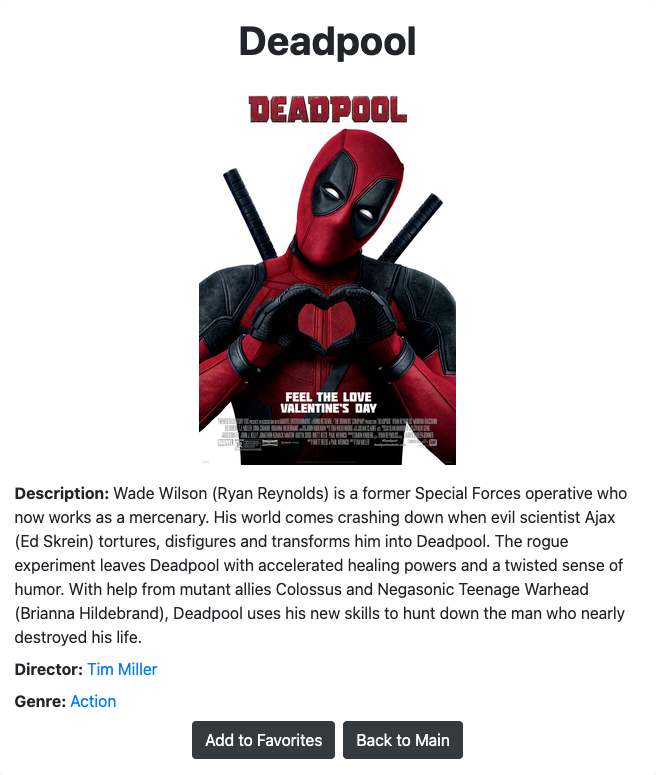 Deadpool
DEADPOOL
FEEL THE LOVE
VALENTINE'S DAY
Description: Wade Wilson (Ryan Reynolds) is a former Special Forces operative who
now works as a mercenary. His world comes crashing down when evil scientist Ajax
(Ed Skrein) tortures, disfigures and transforms him into Deadpool. The rogue
experiment leaves Deadpool with accelerated healing powers and a twisted sense of
humor. With help from mutant allies Colossus and Negasonic Teenage Warhead
(Brianna Hildebrand), Deadpool uses his new skills to hunt down the man who nearly
destroyed his life.
Director: Tim Miller
Genre: Action
Add to Favorites Back to Main